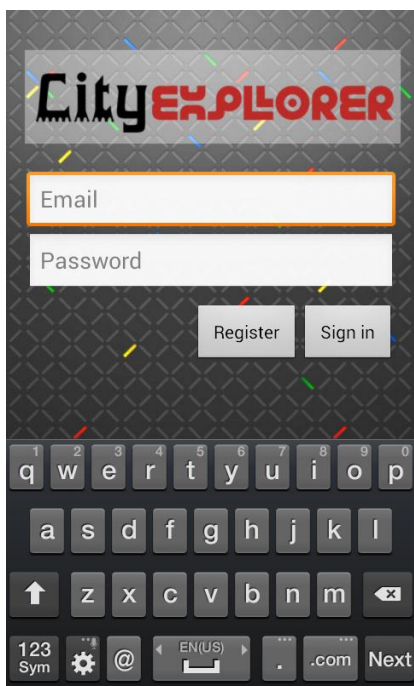 CityEXPLLORER
Email
Password
Register Sign in
1 2 3 4 5 6 7 8 9 0
q w e r t y u i o p
a s d f g h j k l
z x c v b n m
123 Sym @ EN(US) . .com Next